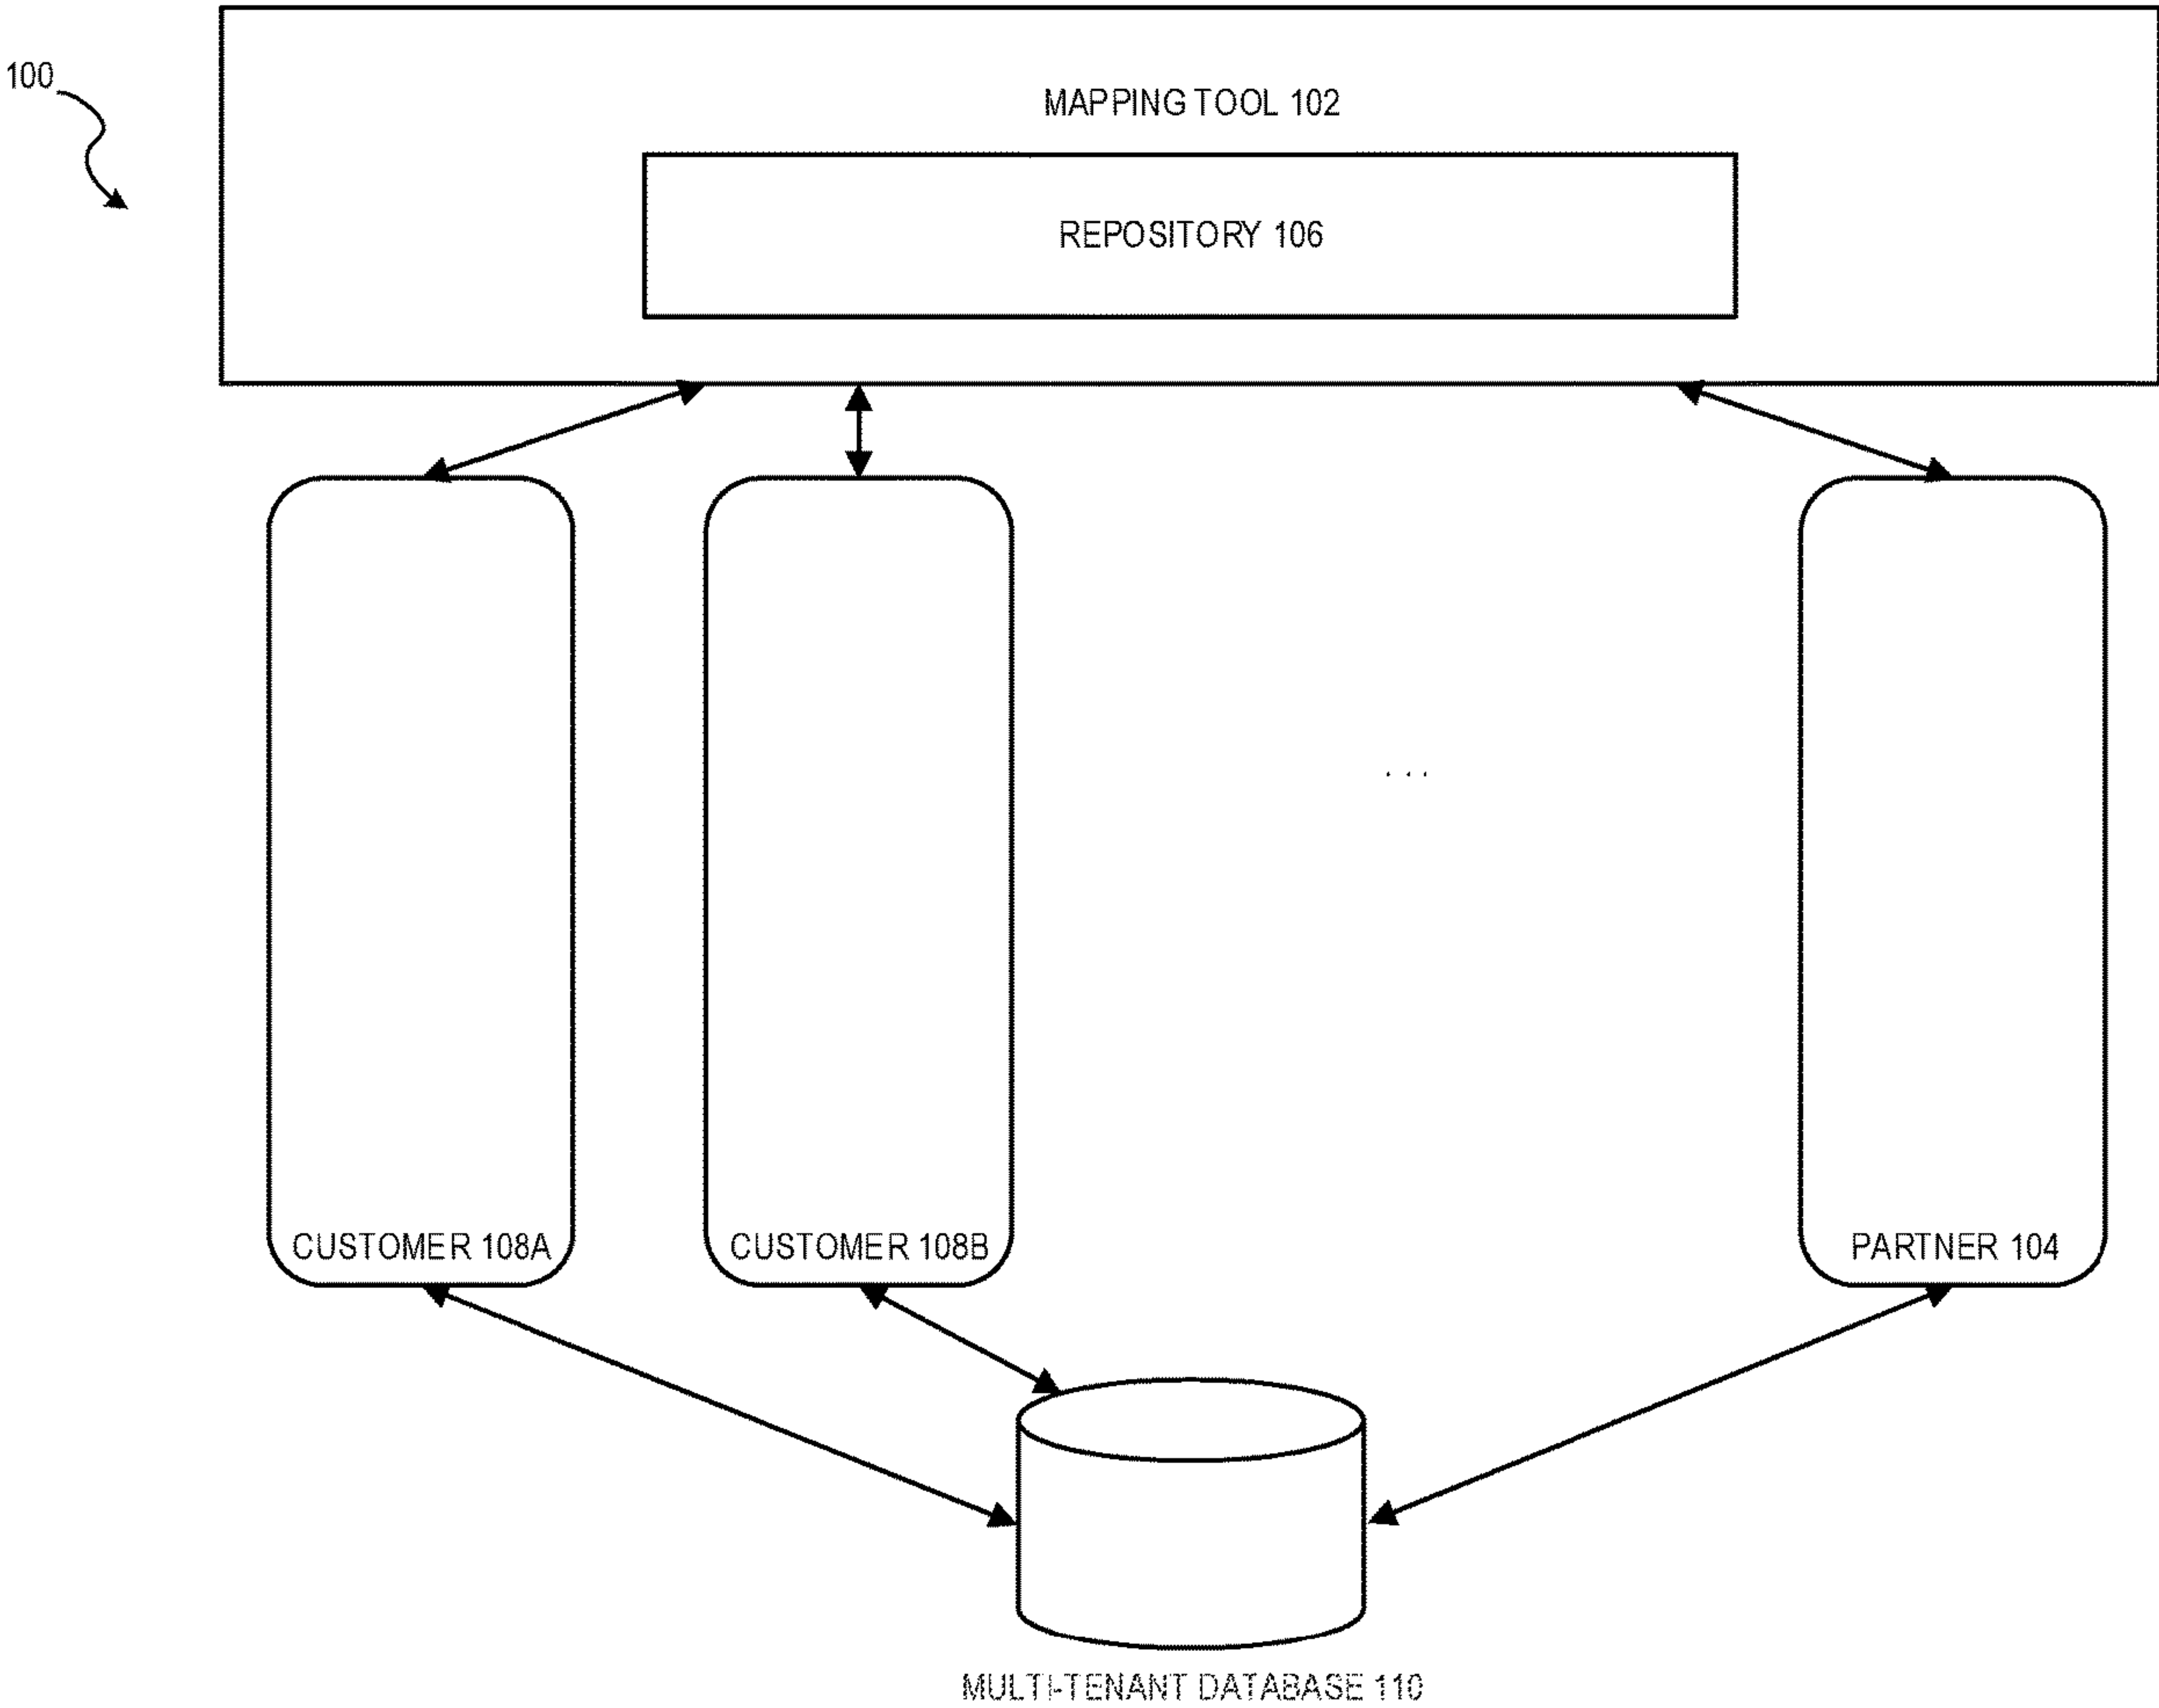 100
MAPPING TOOL 102
REPOSITORY 106
. . .
CUSTOMER 108A
CUSTOMER 108B
PARTNER 104
MULTI-TENANT DATABASE 110